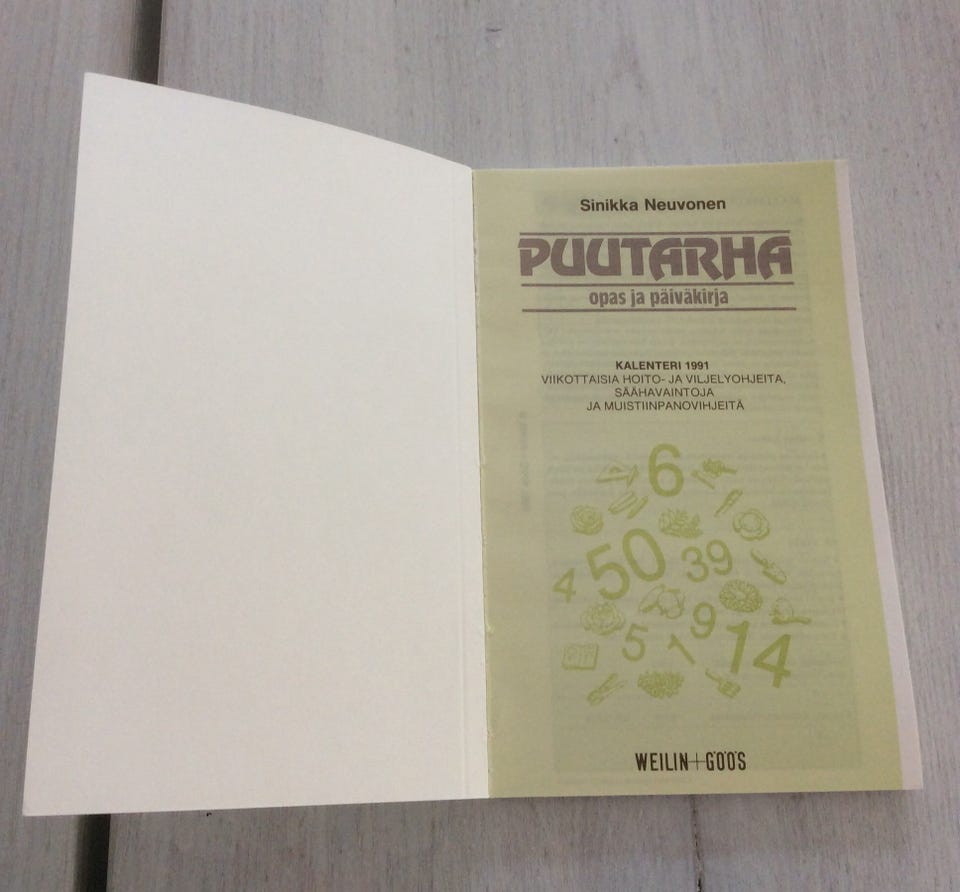 Sinikka Neuvonen
PUUTARHA
opas ja päiväkirja
KALENTERI 1991
VIIKOTTAISIA HOITO- JA VILJELYOHJEITA,
SÄÄHAVAINTOJA
JA MUISTIINPANOVIHJEITÄ
6
50 39
4
9
5 1 14
WEILIN+GÖÖS